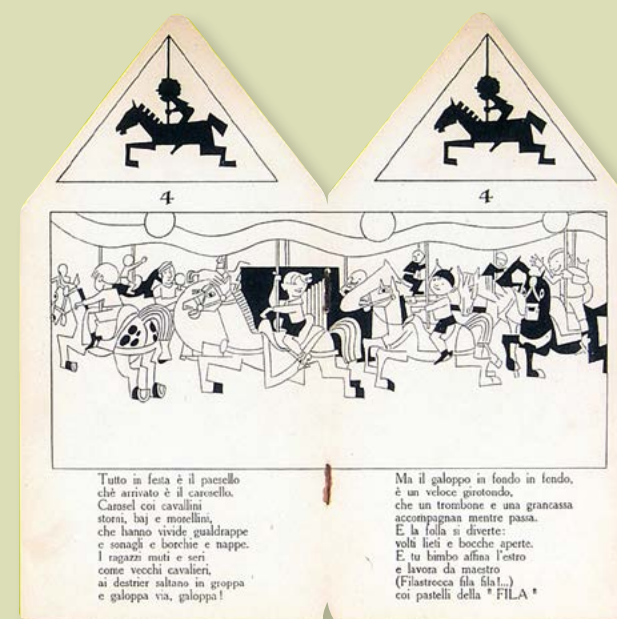 4
4
Tutto in festa è il paesello
chè arrivato è il carosello.
Carosel coi cavallini
storni, baj e morellini,
che hanno vivide gualdrappe
e sonagli e borchie e nappe.
I ragazzi muti e seri
come vecchi cavalieri,
ai destrier saltano in groppa
e galoppa via, galoppa!
Ma il galoppo in fondo in fondo,
è un veloce girotondo,
che un trombone e una grancassa
accompagnan mentre passa.
E la folla si diverte:
volti lieti e bocche aperte.
E tu bimbo affina l'estro
e lavora da maestro
(Filastrocca fila fila!...)
coi pastelli della " FILA "